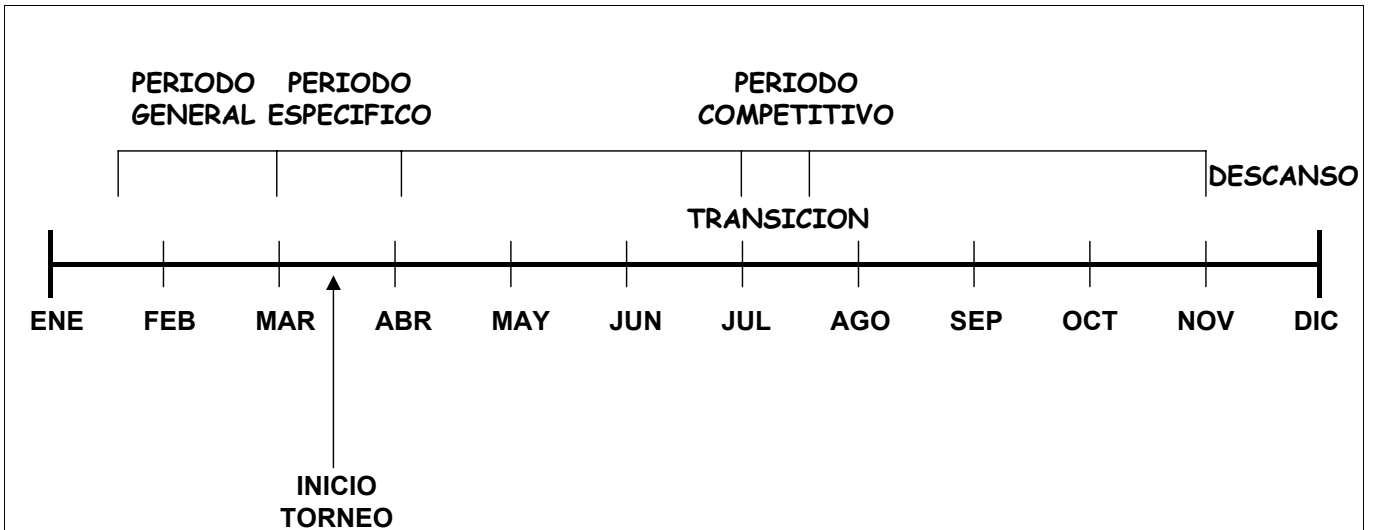 PERIODO GENERAL
PERIODO ESPECIFICO
PERIODO COMPETITIVO
DESCANSO
TRANSICION
ENE FEB MAR ABR MAY JUN JUL AGO SEP OCT NOV DIC
INICIO
TORNEO